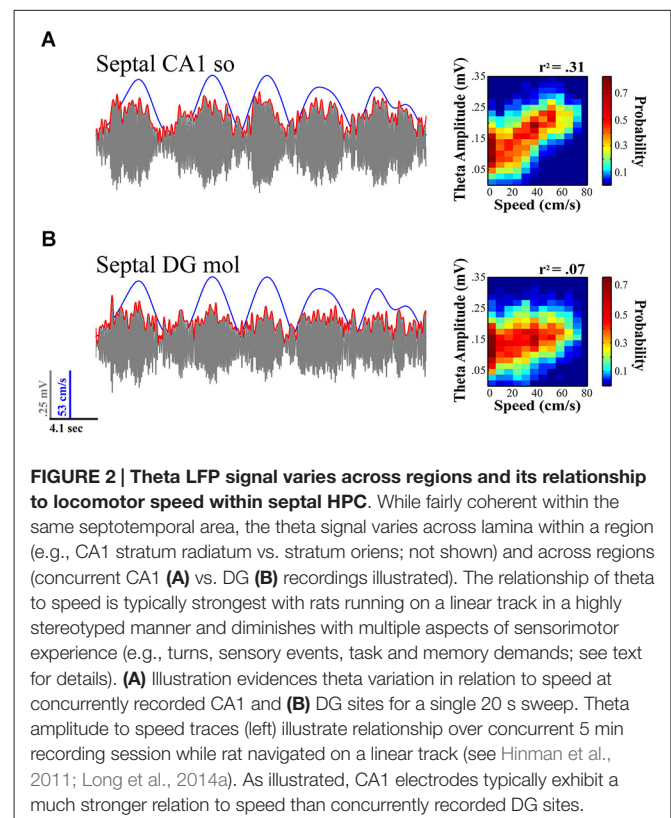 A
Septal CA1 so
r² = .31
Theta Amplitude (mV)
.35
.25
.15
.05
0 20 40 60 80
Speed (cm/s)
0.7
0.5
0.3
0.1
Probability
B
Septal DG mol
r² = .07
Theta Amplitude (mV)
.35
.25
.15
.05
0 20 40 60 80
Speed (cm/s)
0.7
0.5
0.3
0.1
Probability
.25 mV
53 cm/s
4.1 sec
FIGURE 2 | Theta LFP signal varies across regions and its relationship
to locomotor speed within septal HPC. While fairly coherent within the
same septotemporal area, the theta signal varies across lamina within a region
(e.g., CA1 stratum radiatum vs. stratum oriens; not shown) and across regions
(concurrent CA1 (A) vs. DG (B) recordings illustrated). The relationship of theta
to speed is typically strongest with rats running on a linear track in a highly
stereotyped manner and diminishes with multiple aspects of sensorimotor
experience (e.g., turns, sensory events, task and memory demands; see text
for details). (A) Illustration evidences theta variation in relation to speed at
concurrently recorded CA1 and (B) DG sites for a single 20 s sweep. Theta
amplitude to speed traces (left) illustrate relationship over concurrent 5 min
recording session while rat navigated on a linear track (see Hinman et al.,
2011; Long et al., 2014a). As illustrated, CA1 electrodes typically exhibit a
much stronger relation to speed than concurrently recorded DG sites.